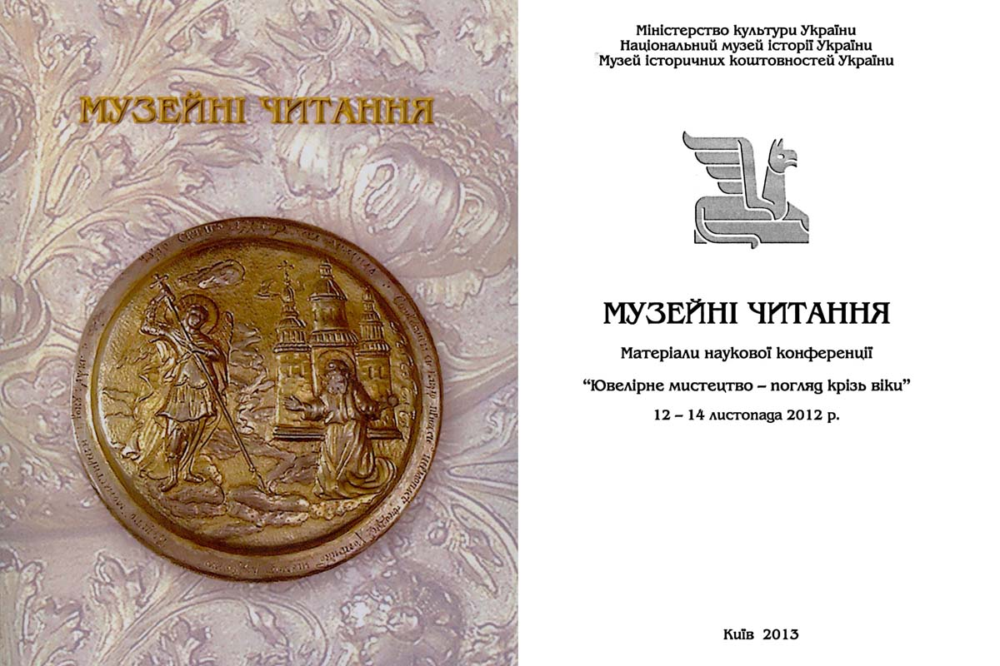 МУЗЕЙНІ ЧИТАННЯ
Міністерство культури України
Національний музей історії України
Музей історичних коштовностей України
МУЗЕЙНІ ЧИТАННЯ
Матеріали наукової конференції
“Ювелірне мистецтво – погляд крізь віки”
12 – 14 листопада 2012 р.
Київ 2013